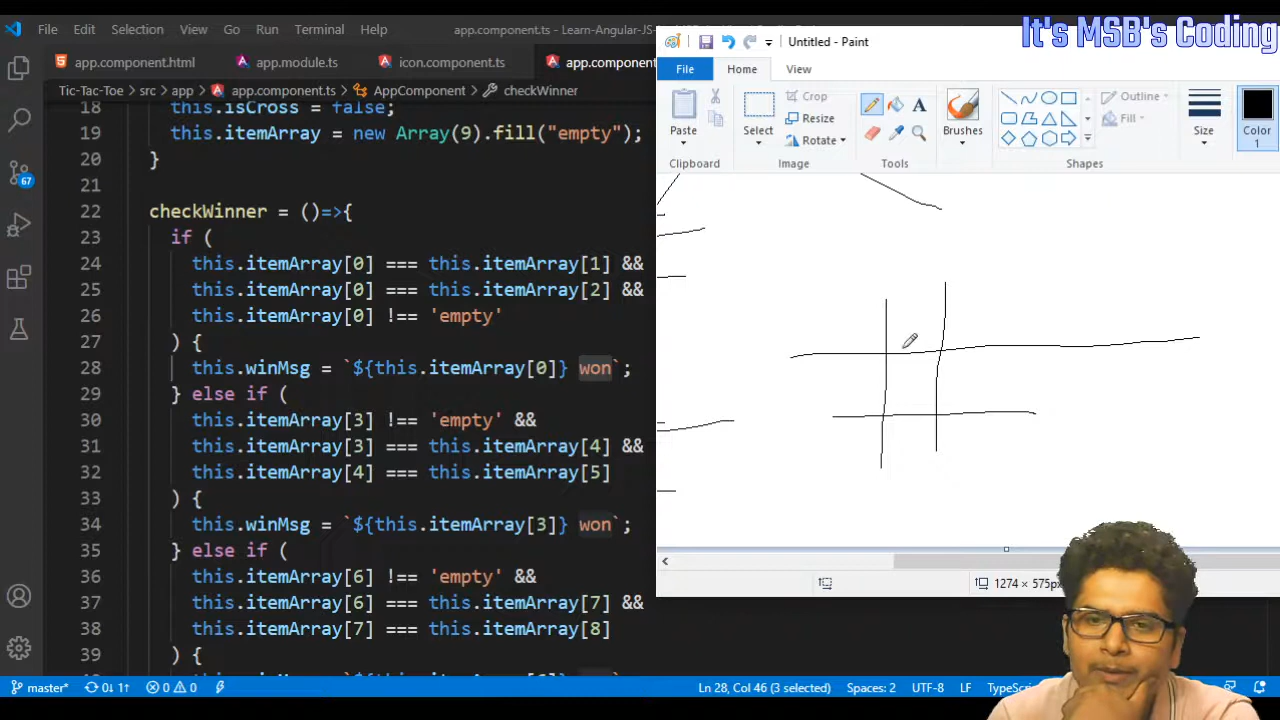 File Edit Selection View Go Run Terminal Help app.component.ts - Learn-Angular-JS-
It's MSB's Coding
Untitled - Paint
app.component.html app.module.ts icon.component.ts app.component
File Home View
Tic-Tac-Toe > src > app > app.component.ts > AppComponent > checkWinner
Paste
Clipboard
Select
Crop
Resize
Rotate
Image
Tools
Brushes
Outline
Fill
Shapes
Size
Color
1
18 this.isCross = false;
19 this.itemArray = new Array(9).fill("empty");
20 }
21
22 checkWinner = ()=>{
23 if (
24 this.itemArray[0] === this.itemArray[1] &&
25 this.itemArray[0] === this.itemArray[2] &&
26 this.itemArray[0] !== 'empty'
27 ) {
28 this.winMsg = `${this.itemArray[0]} won`;
29 } else if (
30 this.itemArray[3] !== 'empty' &&
31 this.itemArray[3] === this.itemArray[4] &&
32 this.itemArray[4] === this.itemArray[5]
33 ) {
34 this.winMsg = `${this.itemArray[3]} won`;
35 } else if (
36 this.itemArray[6] !== 'empty' &&
37 this.itemArray[6] === this.itemArray[7] &&
38 this.itemArray[7] === this.itemArray[8]
39 ) {
67
1274 × 575px
master* 0↓ 1↑ 0 0 Ln 28, Col 46 (3 selected) Spaces: 2 UTF-8 LF